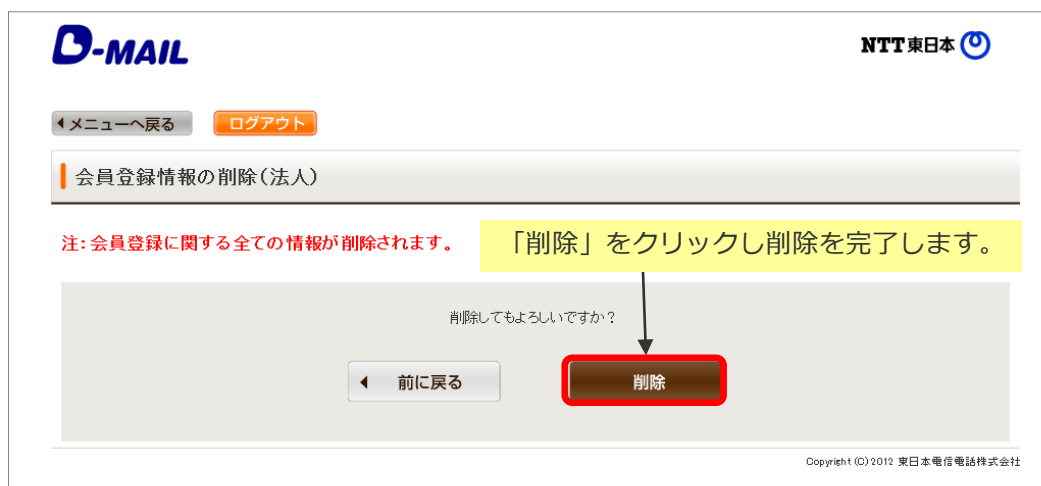 D-MAIL
NTT東日本
メニューへ戻る ログアウト
会員登録情報の削除(法人)
注:会員登録に関する全ての情報が削除されます。
「削除」をクリックし削除を完了します。
削除してもよろしいですか?
前に戻る 削除
Copyright (C)2012 東日本電信電話株式会社